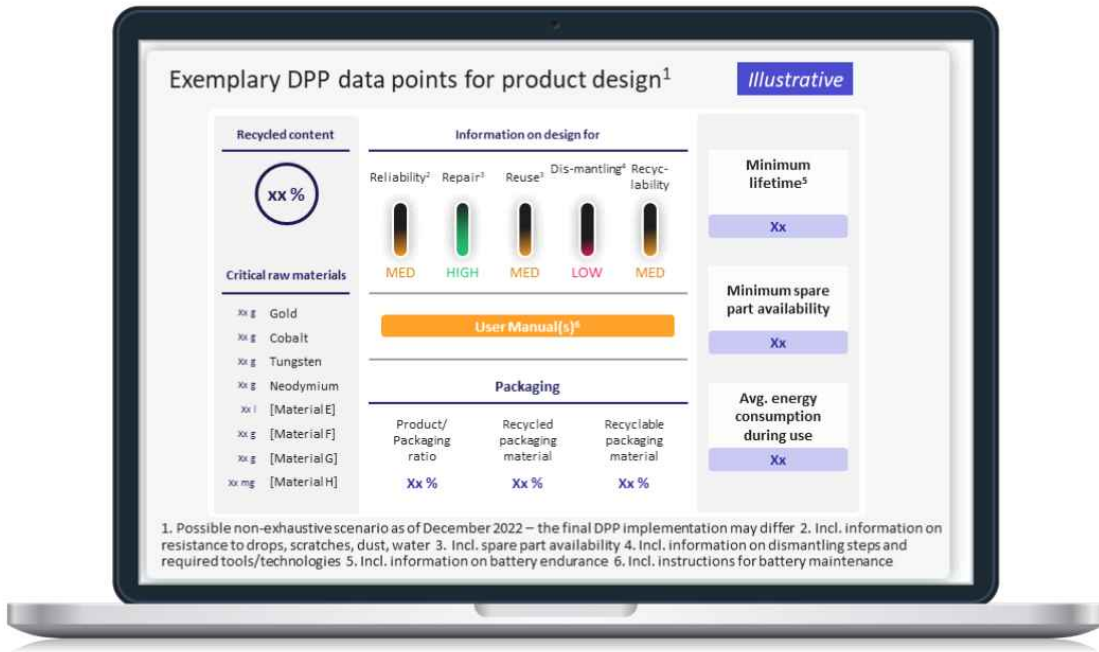 Exemplary DPP data points for product design¹
Illustrative
Recycled content
xx %
Critical raw materials
Xx g Gold
Xx g Cobalt
Xx g Tungsten
Xx g Neodymium
Xx l [Material E]
Xx g [Material F]
Xx g [Material G]
Xx mg [Material H]
Information on design for
Reliability²
Repair³
Reuse³
Dis-mantling⁴
Recyc-
lability
MED
HIGH
MED
LOW
MED
User Manual(s)⁶
Packaging
Product/
Packaging
ratio
Xx %
Recycled
packaging
material
Xx %
Recyclable
packaging
material
Xx %
Minimum
lifetime⁵
Xx
Minimum spare
part availability
Xx
Avg. energy
consumption
during use
Xx
1. Possible non-exhaustive scenario as of December 2022 – the final DPP implementation may differ 2. Incl. information on
resistance to drops, scratches, dust, water 3. Incl. spare part availability 4. Incl. information on dismantling steps and
required tools/technologies 5. Incl. information on battery endurance 6. Incl. instructions for battery maintenance